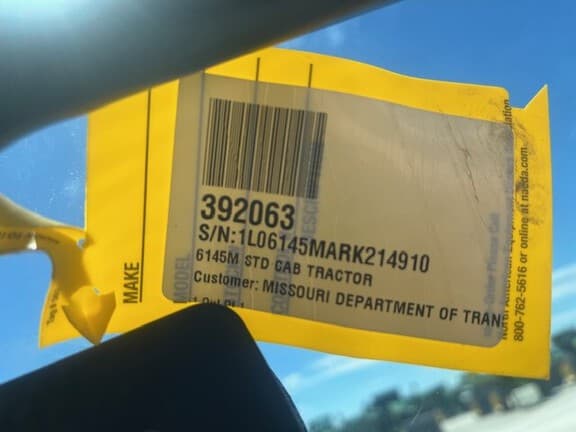 392063
S/N:1L06145MARK214910
6145M STD CAB TRACTOR
Customer: MISSOURI DEPARTMENT OF TRAN
MAKE
MODEL
800-762-5616 or online at naeda.com